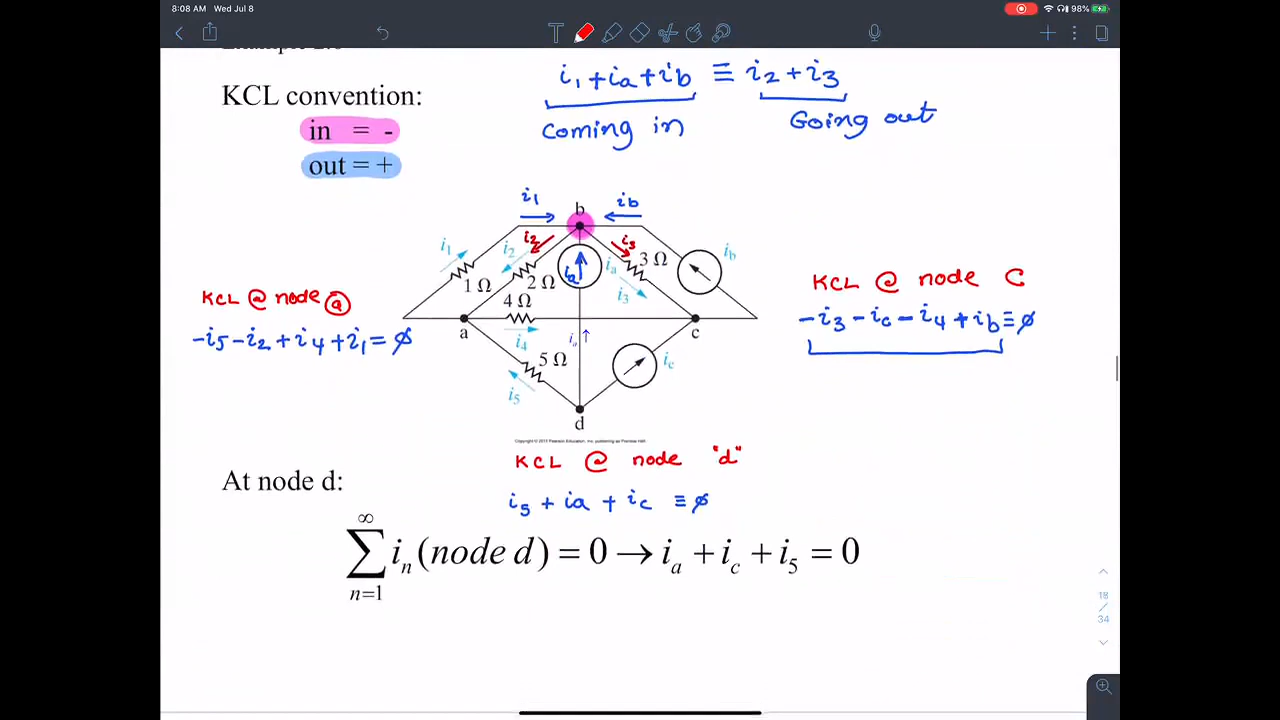 8:08 AM Wed Jul 8
98%
KCL convention:
in = -
out = +
i1 + ia + ib ≡ i2 + i3
Coming in
Going out
i1
b
ib
i2
i3
i1
i2
ia
ib
3 Ω
1 Ω
2 Ω
i3
4 Ω
a
c
i4
ia
5 Ω
ic
i5
d
KCL @ node a
-i5 - i2 + i4 + i1 = ∅
KCL @ node C
-i3 - ic - i4 + ib ≡ ∅
KCL @ node "d"
i5 + ia + ic ≡ ∅
At node d:
∞
∑ in (node d) = 0 → ia + ic + i5 = 0
n=1
18
/
34